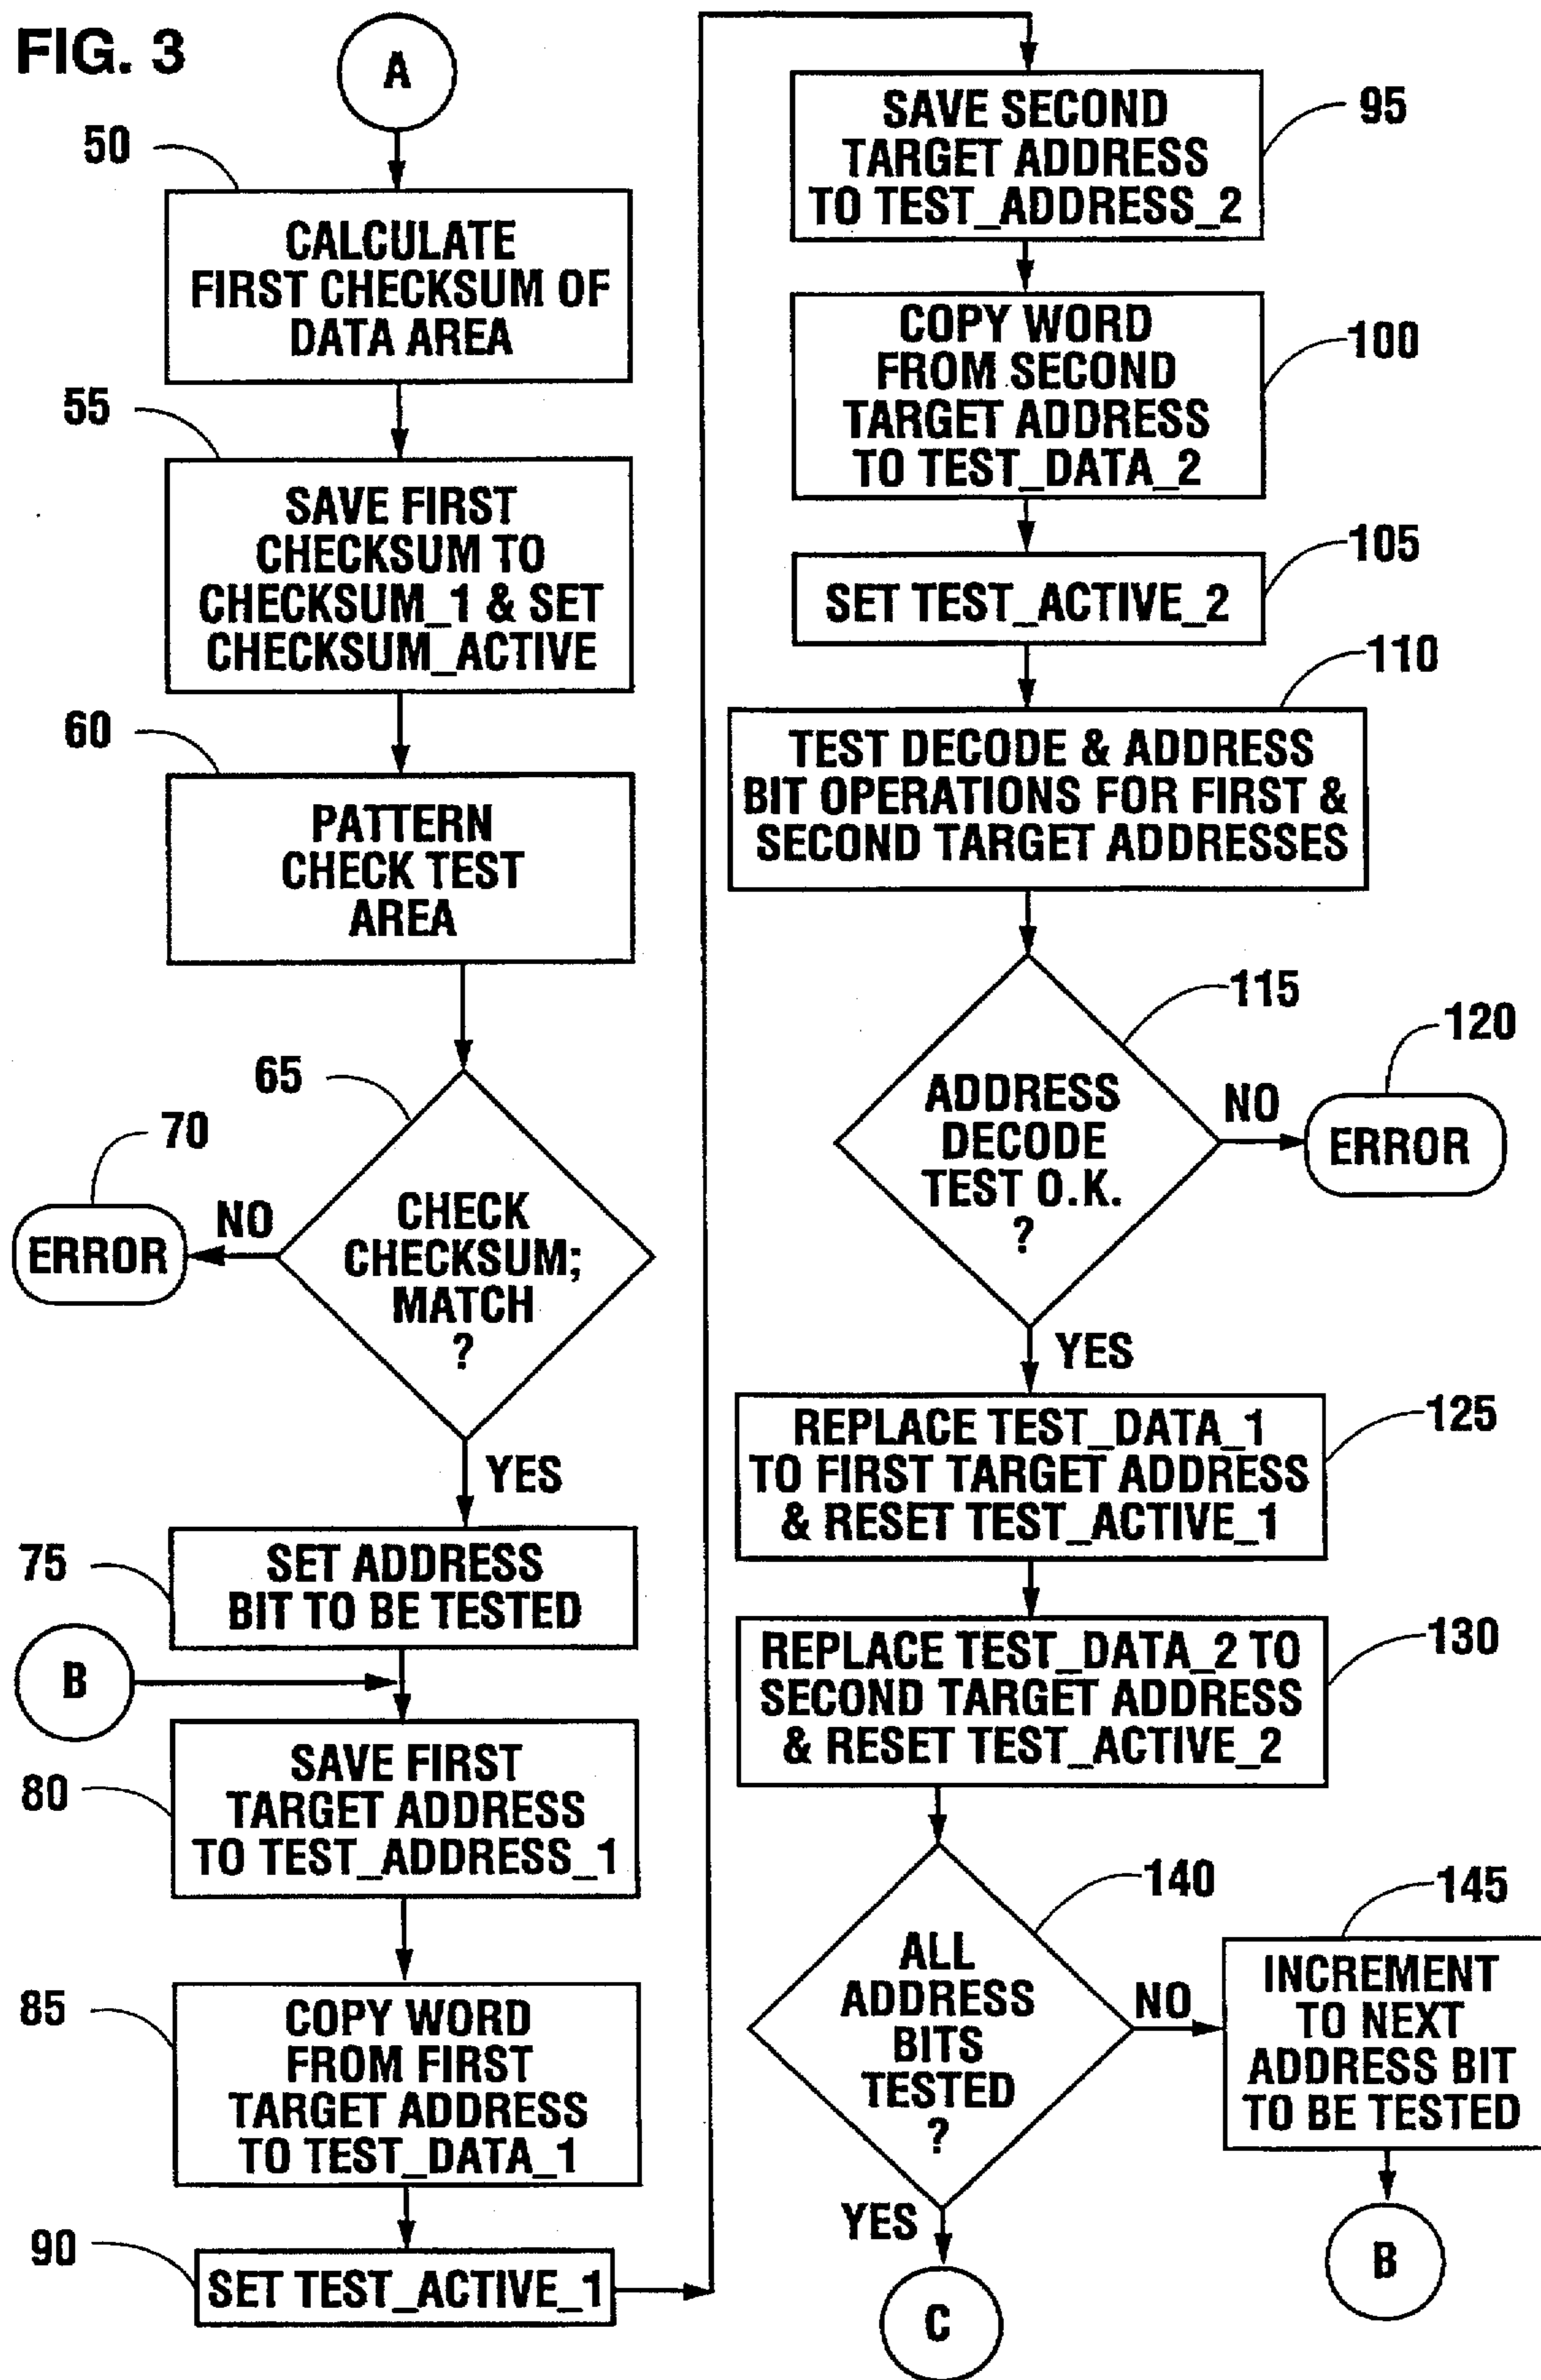 FIG. 3
A
50
CALCULATE
FIRST CHECKSUM OF
DATA AREA
55
SAVE FIRST
CHECKSUM TO
CHECKSUM_1 & SET
CHECKSUM_ACTIVE
60
PATTERN
CHECK TEST
AREA
65
CHECK
CHECKSUM;
MATCH
?
NO
70
ERROR
YES
75
SET ADDRESS
BIT TO BE TESTED
B
80
SAVE FIRST
TARGET ADDRESS
TO TEST_ADDRESS_1
85
COPY WORD
FROM FIRST
TARGET ADDRESS
TO TEST_DATA_1
90
SET TEST_ACTIVE_1
95
SAVE SECOND
TARGET ADDRESS
TO TEST_ADDRESS_2
100
COPY WORD
FROM SECOND
TARGET ADDRESS
TO TEST_DATA_2
105
SET TEST_ACTIVE_2
110
TEST DECODE & ADDRESS
BIT OPERATIONS FOR FIRST &
SECOND TARGET ADDRESSES
115
ADDRESS
DECODE
TEST O.K.
?
NO
120
ERROR
YES
125
REPLACE TEST_DATA_1
TO FIRST TARGET ADDRESS
& RESET TEST_ACTIVE_1
130
REPLACE TEST_DATA_2 TO
SECOND TARGET ADDRESS
& RESET TEST_ACTIVE_2
140
ALL
ADDRESS
BITS
TESTED
?
NO
145
INCREMENT
TO NEXT
ADDRESS BIT
TO BE TESTED
B
YES
C